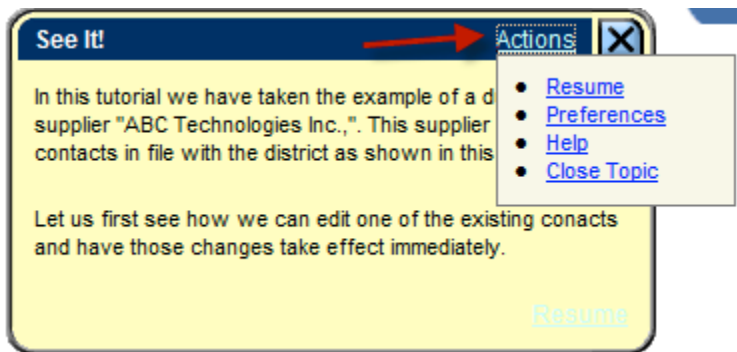 See It!
Actions
In this tutorial we have taken the example of a
supplier "ABC Technologies Inc.,". This supplier
contacts in file with the district as shown in this
Resume
Preferences
Help
Close Topic
Let us first see how we can edit one of the existing conacts
and have those changes take effect immediately.
Resume